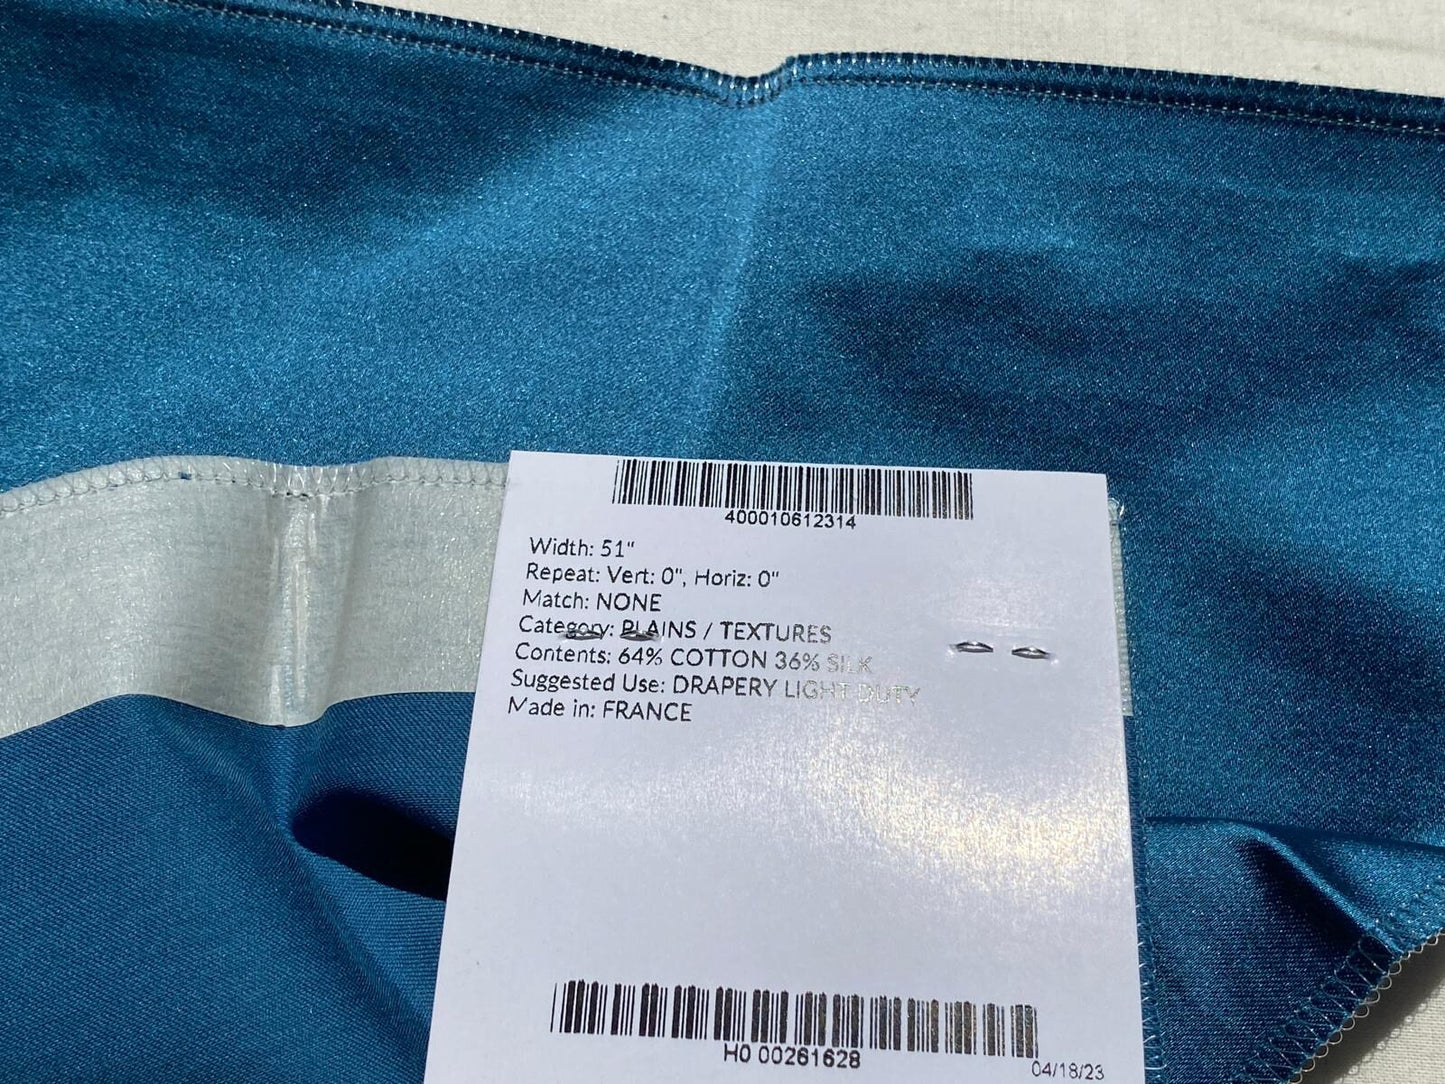 400010612314
Width: 51"
Repeat: Vert: 0", Horiz: 0"
Match: NONE
Category: PLAINS / TEXTURES
Contents: 64% COTTON 36% SILK
Suggested Use: DRAPERY LIGHT DUTY
Made in: FRANCE
H0 00261628
04/18/23